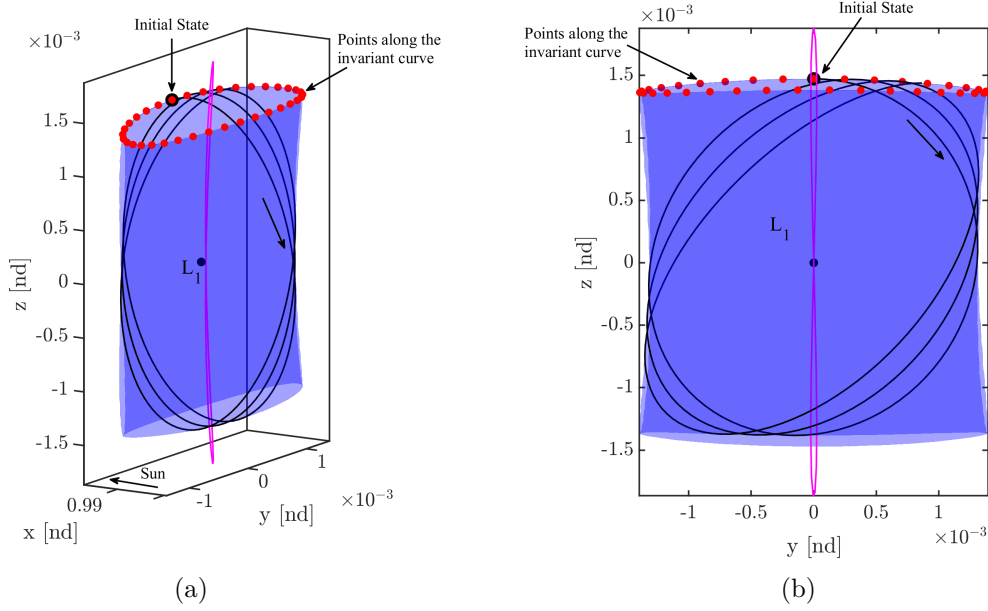 Initial State
×10⁻³
Points along the
invariant curve
1.5
1
0.5
0
-0.5
-1
-1.5
z [nd]
L₁
Sun
0.99
x [nd]
-1
0
1
y [nd]
×10⁻³
(a)
Initial State
×10⁻³
Points along the
invariant curve
1.5
1
0.5
0
-0.5
-1
-1.5
z [nd]
L₁
-1
-0.5
0
0.5
1
×10⁻³
y [nd]
(b)